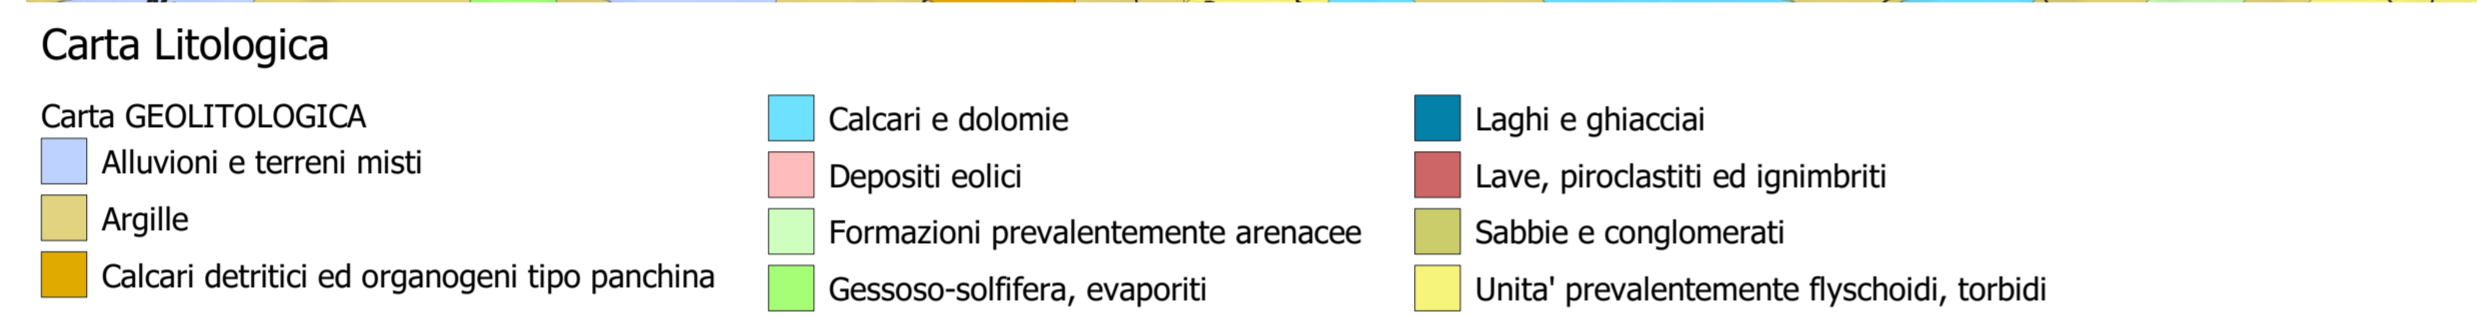 Carta Litologica
Carta GEOLITOLOGICA
Alluvioni e terreni misti
Argille
Calcari detritici ed organogeni tipo panchina
Calcari e dolomie
Depositi eolici
Formazioni prevalentemente arenacee
Gessoso-solfifera, evaporiti
Laghi e ghiacciai
Lave, piroclastiti ed ignimbriti
Sabbie e conglomerati
Unita' prevalentemente flyschoidi, torbidi